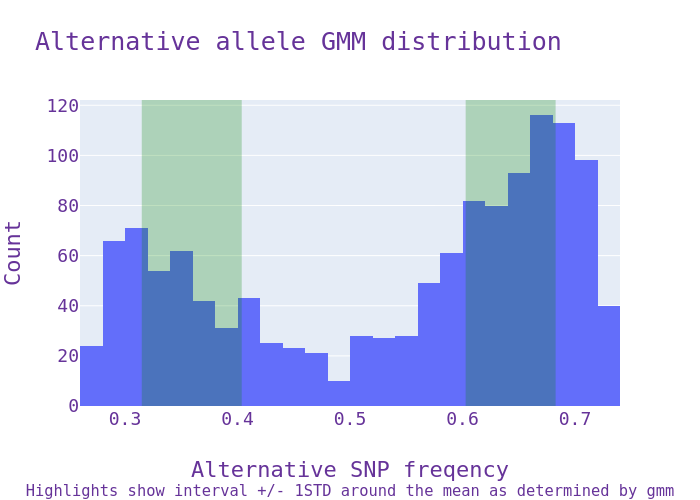 Alternative allele GMM distribution
120
100
80
60
40
20
0
Count
0.3 0.4 0.5 0.6 0.7
Alternative SNP freqency
Highlights show interval +/- 1STD around the mean as determined by gmm